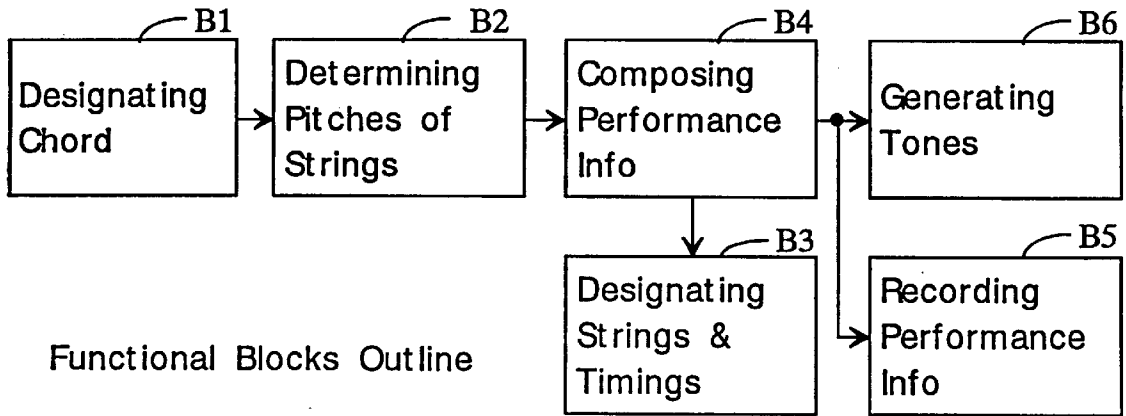 B1
Designating
Chord
B2
Determining
Pitches of
Strings
B4
Composing
Performance
Info
B6
Generating
Tones
B3
Designating
Strings &
Timings
B5
Recording
Performance
Info
Functional Blocks Outline